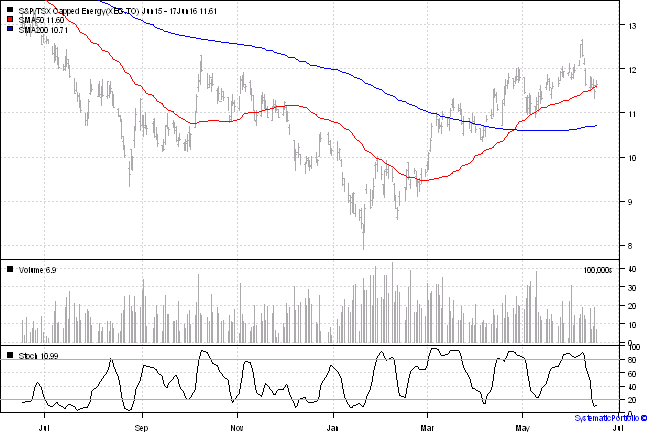 S&P/TSX Capped Energy(XEG.TO) Jun15 - 17Jun16 11.61
SMA50 11.60
SMA200 10.71
13
12
11
10
9
8
Volume 6.9
100,000s
40
30
20
10
0
Stoch 10.99
100
80
60
40
20
0
Jul
Sep
Nov
Jan
Mar
May
Jul
SystematicPortfolio ©